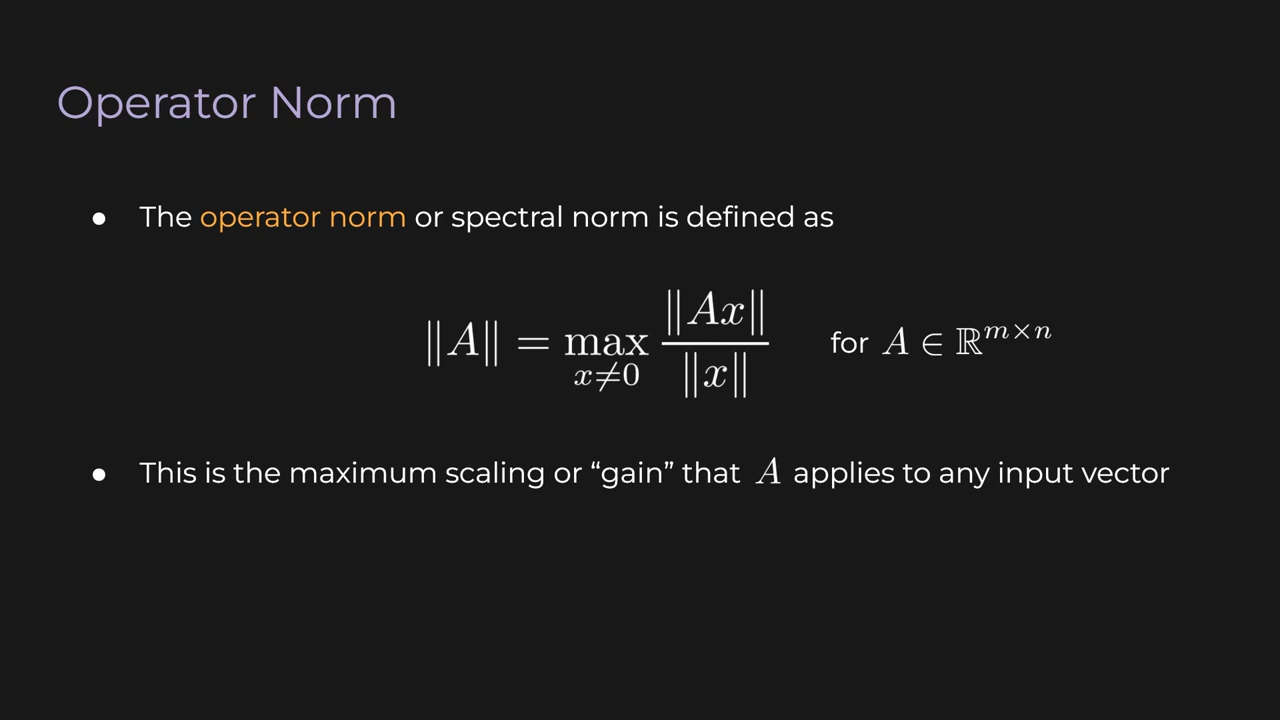 Operator Norm
● The operator norm or spectral norm is defined as
‖A‖ = max_{x≠0} ‖Ax‖ / ‖x‖ for A ∈ ℝ^{m×n}
● This is the maximum scaling or “gain” that A applies to any input vector